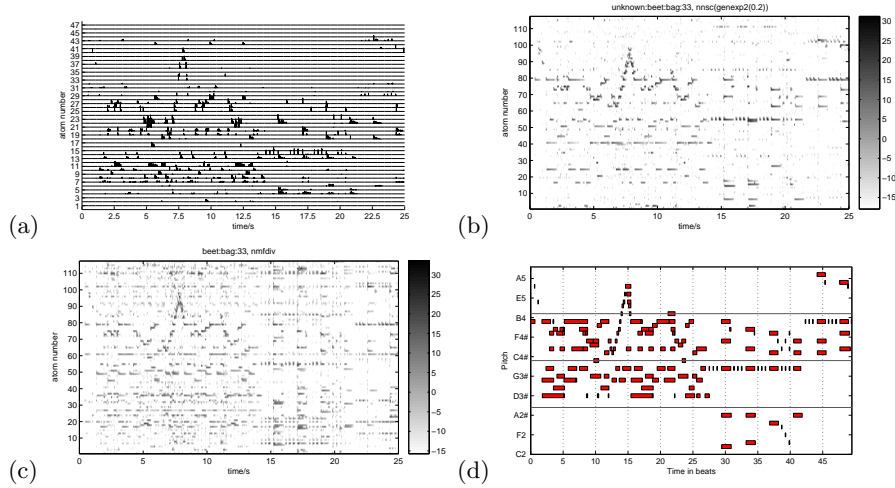 47
45
43
41
39
37
35
33
31
29
27
25
23
21
19
17
15
13
11
9
7
5
3
1
atom number
0 2.5 5 7.5 10 12.5 15 17.5 20 22.5 25
time/s
(a)
unknown:beet:bag:33, nnsc(genexp2(0.2))
110
100
90
80
70
60
50
40
30
20
10
atom number
0 5 10 15 20 25
time/s
30
25
20
15
10
5
0
−5
−10
−15
(b)
beet:bag:33, nmfdiv
110
100
90
80
70
60
50
40
30
20
10
atom number
0 5 10 15 20 25
time/s
30
25
20
15
10
5
0
−5
−10
−15
(c)
A5
E5
B4
F4#
C4#
G3#
D3#
A2#
F2
C2
Pitch
0 5 10 15 20 25 30 35 40 45
Time in beats
(d)